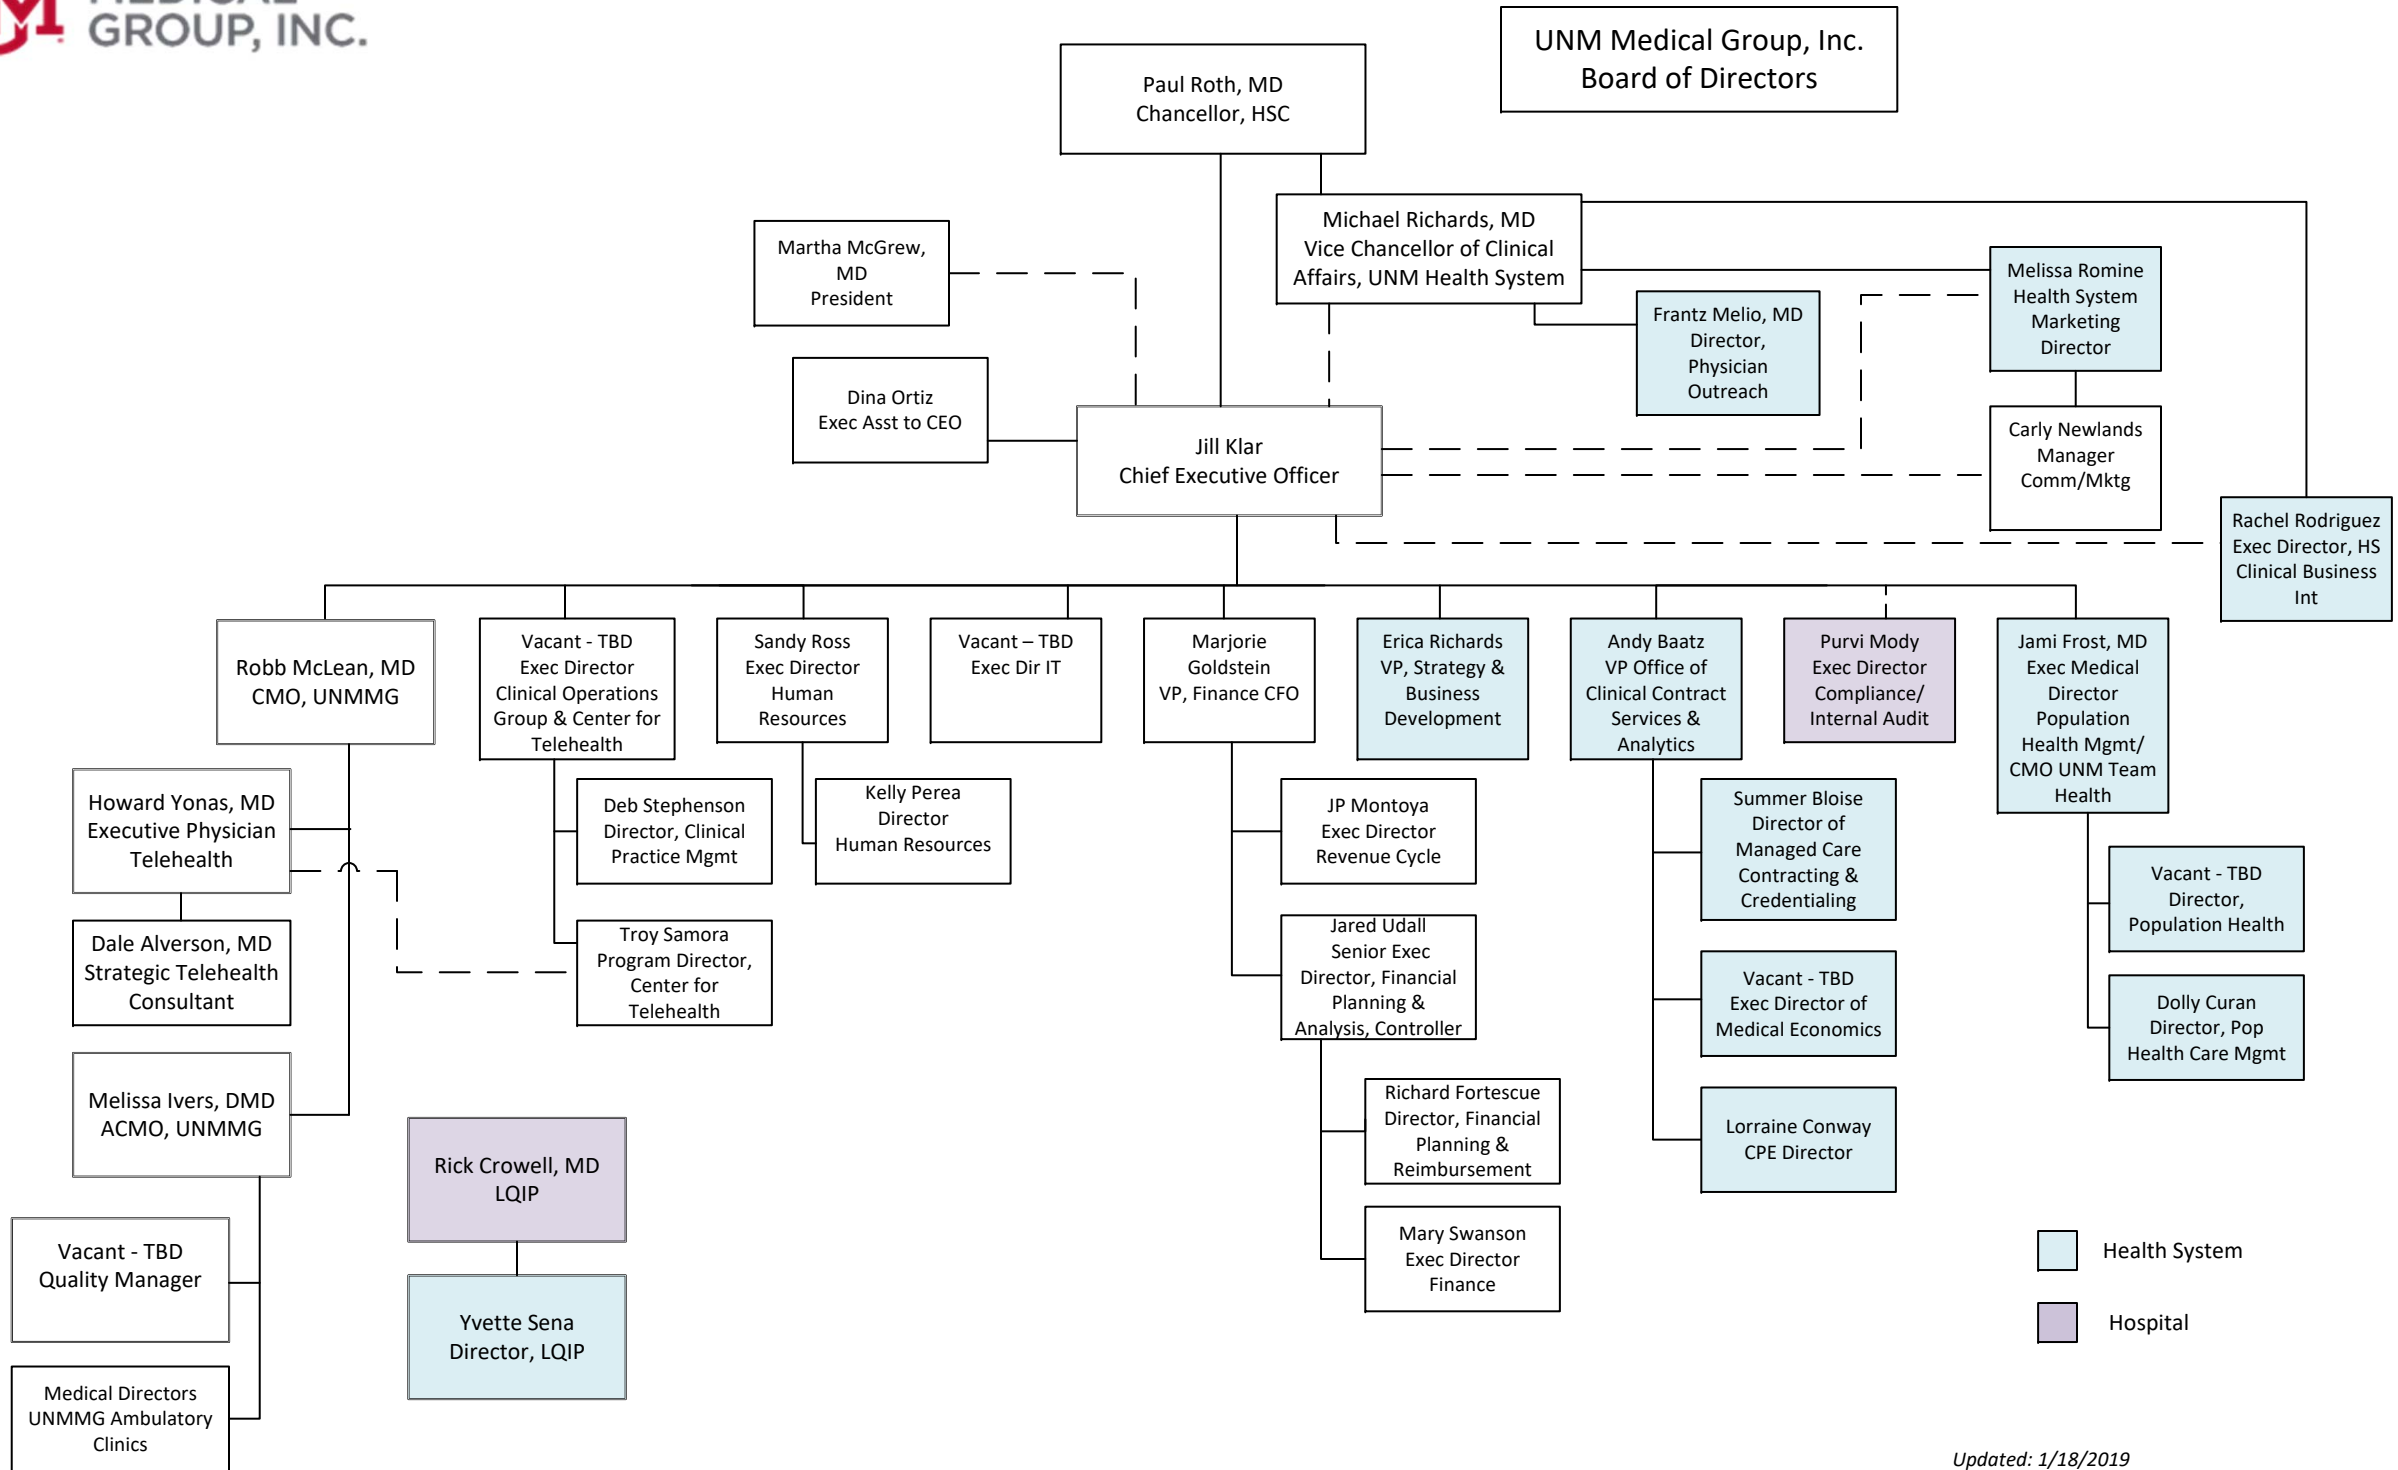 MEDICAL
GROUP, INC.
UNM Medical Group, Inc.
Board of Directors
Paul Roth, MD
Chancellor, HSC
Michael Richards, MD
Vice Chancellor of Clinical
Affairs, UNM Health System
Martha McGrew,
MD
President
Melissa Romine
Health System
Marketing
Director
Frantz Melio, MD
Director,
Physician
Outreach
Dina Ortiz
Exec Asst to CEO
Jill Klar
Chief Executive Officer
Carly Newlands
Manager
Comm/Mktg
Rachel Rodriguez
Exec Director, HS
Clinical Business
Int
Robb McLean, MD
CMO, UNMMG
Vacant - TBD
Exec Director
Clinical Operations
Group & Center for
Telehealth
Sandy Ross
Exec Director
Human
Resources
Vacant – TBD
Exec Dir IT
Marjorie
Goldstein
VP, Finance CFO
Erica Richards
VP, Strategy &
Business
Development
Andy Baatz
VP Office of
Clinical Contract
Services &
Analytics
Purvi Mody
Exec Director
Compliance/
Internal Audit
Jami Frost, MD
Exec Medical
Director
Population
Health Mgmt/
CMO UNM Team
Health
Howard Yonas, MD
Executive Physician
Telehealth
Deb Stephenson
Director, Clinical
Practice Mgmt
Kelly Perea
Director
Human Resources
JP Montoya
Exec Director
Revenue Cycle
Summer Bloise
Director of
Managed Care
Contracting &
Credentialing
Vacant - TBD
Director,
Population Health
Dale Alverson, MD
Strategic Telehealth
Consultant
Troy Samora
Program Director,
Center for
Telehealth
Jared Udall
Senior Exec
Director, Financial
Planning &
Analysis, Controller
Vacant - TBD
Exec Director of
Medical Economics
Dolly Curan
Director, Pop
Health Care Mgmt
Melissa Ivers, DMD
ACMO, UNMMG
Richard Fortescue
Director, Financial
Planning &
Reimbursement
Lorraine Conway
CPE Director
Rick Crowell, MD
LQIP
Vacant - TBD
Quality Manager
Mary Swanson
Exec Director
Finance
Yvette Sena
Director, LQIP
Medical Directors
UNMMG Ambulatory
Clinics
Health System
Hospital
Updated: 1/18/2019